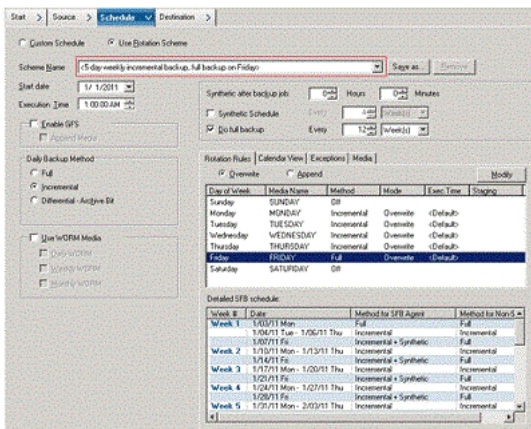 Start > Source > Schedule Destination >
Custom Schedule Use Rotation Scheme
Scheme Name <5-day weekly incremental backup, full backup on Friday> Save as... Remove
Start date 1/ 1/2011
Execution Time 1:00:00 AM
Enable GFS
Append Media
Daily Backup Method
Full
Incremental
Differential - Archive Bit
Use WORM Media
Daily WORM
Weekly WORM
Monthly WORM
Synthetic after backup job: 0 Hours 0 Minutes
Synthetic Schedule Every 4 Week(s)
Do full backup Every 12 Week(s)
Rotation Rules Calendar View Exceptions Media
Overwrite Append Modify
Day of Week Media Name Method Mode Exec Time Staging
Sunday SUNDAY Off
Monday MONDAY Incremental Overwrite <Default>
Tuesday TUESDAY Incremental Overwrite <Default>
Wednesday WEDNESDAY Incremental Overwrite <Default>
Thursday THURSDAY Incremental Overwrite <Default>
Friday FRIDAY Full Overwrite <Default>
Saturday SATURDAY Off
Detailed SFB schedule:
Week # Date Method for SFB Agent Method for Non-S
Week 1 1/03/11 Mon Full Full
1/04/11 Tue - 1/06/11 Thu Incremental Incremental
1/07/11 Fri Incremental + Synthetic Full
Week 2 1/10/11 Mon - 1/13/11 Thu Incremental Incremental
1/14/11 Fri Incremental + Synthetic Full
Week 3 1/17/11 Mon - 1/20/11 Thu Incremental Incremental
1/21/11 Fri Incremental + Synthetic Full
Week 4 1/24/11 Mon - 1/27/11 Thu Incremental Incremental
1/28/11 Fri Incremental + Synthetic Full
Week 5 1/31/11 Mon - 2/03/11 Thu Incremental Incremental